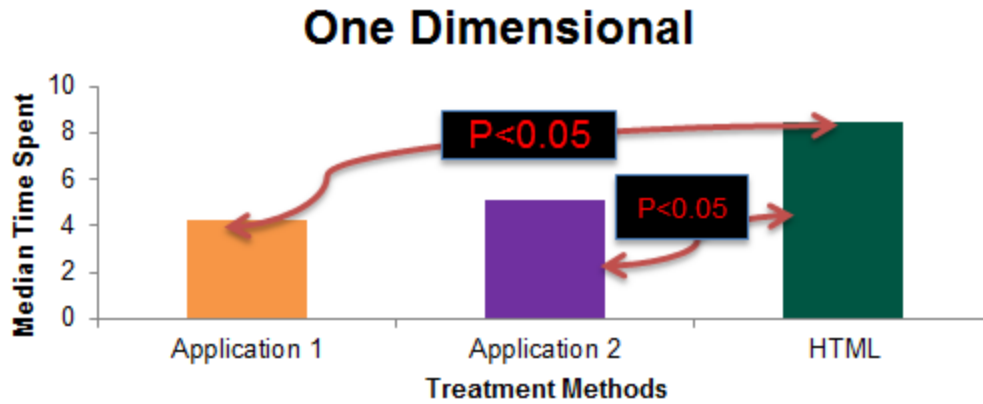 One Dimensional
Median Time Spent
10
8
6
4
2
0
P<0.05
P<0.05
Application 1
Application 2
HTML
Treatment Methods